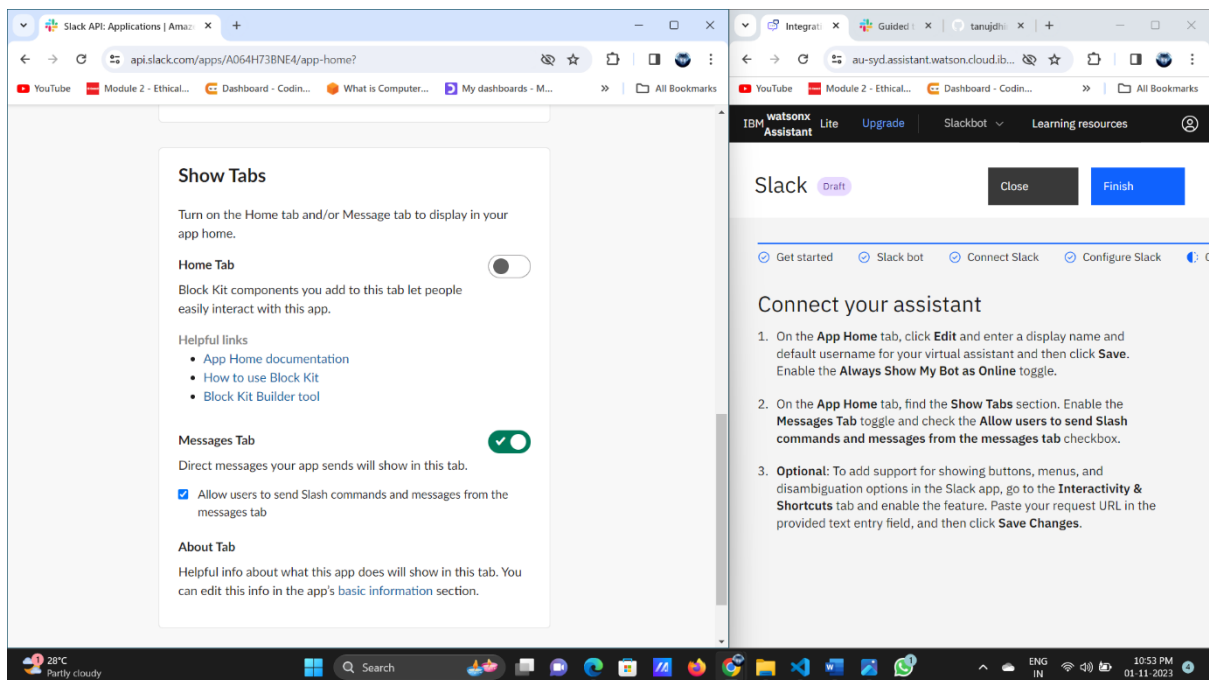 Slack API: Applications | Amaz
api.slack.com/apps/A064H73BNE4/app-home?
YouTube
Module 2 - Ethical...
Dashboard - Codin...
What is Computer...
My dashboards - M...
»
All Bookmarks
Show Tabs
Turn on the Home tab and/or Message tab to display in your
app home.
Home Tab
Block Kit components you add to this tab let people
easily interact with this app.
Helpful links
• App Home documentation
• How to use Block Kit
• Block Kit Builder tool
Messages Tab
Direct messages your app sends will show in this tab.
Allow users to send Slash commands and messages from the
messages tab
About Tab
Helpful info about what this app does will show in this tab. You
can edit this info in the app's basic information section.
Integrati
Guided t
tanujdhi
au-syd.assistant.watson.cloud.ib...
YouTube
Module 2 - Ethical...
Dashboard - Codin...
»
All Bookmarks
IBM watsonx Assistant
Lite
Upgrade
Slackbot
Learning resources
Slack
Draft
Close
Finish
Get started
Slack bot
Connect Slack
Configure Slack
Connect your assistant
1. On the App Home tab, click Edit and enter a display name and
default username for your virtual assistant and then click Save.
Enable the Always Show My Bot as Online toggle.
2. On the App Home tab, find the Show Tabs section. Enable the
Messages Tab toggle and check the Allow users to send Slash
commands and messages from the messages tab checkbox.
3. Optional: To add support for showing buttons, menus, and
disambiguation options in the Slack app, go to the Interactivity &
Shortcuts tab and enable the feature. Paste your request URL in the
provided text entry field, and then click Save Changes.
1
28°C
Partly cloudy
Search
ENG
IN
10:53 PM
01-11-2023
4